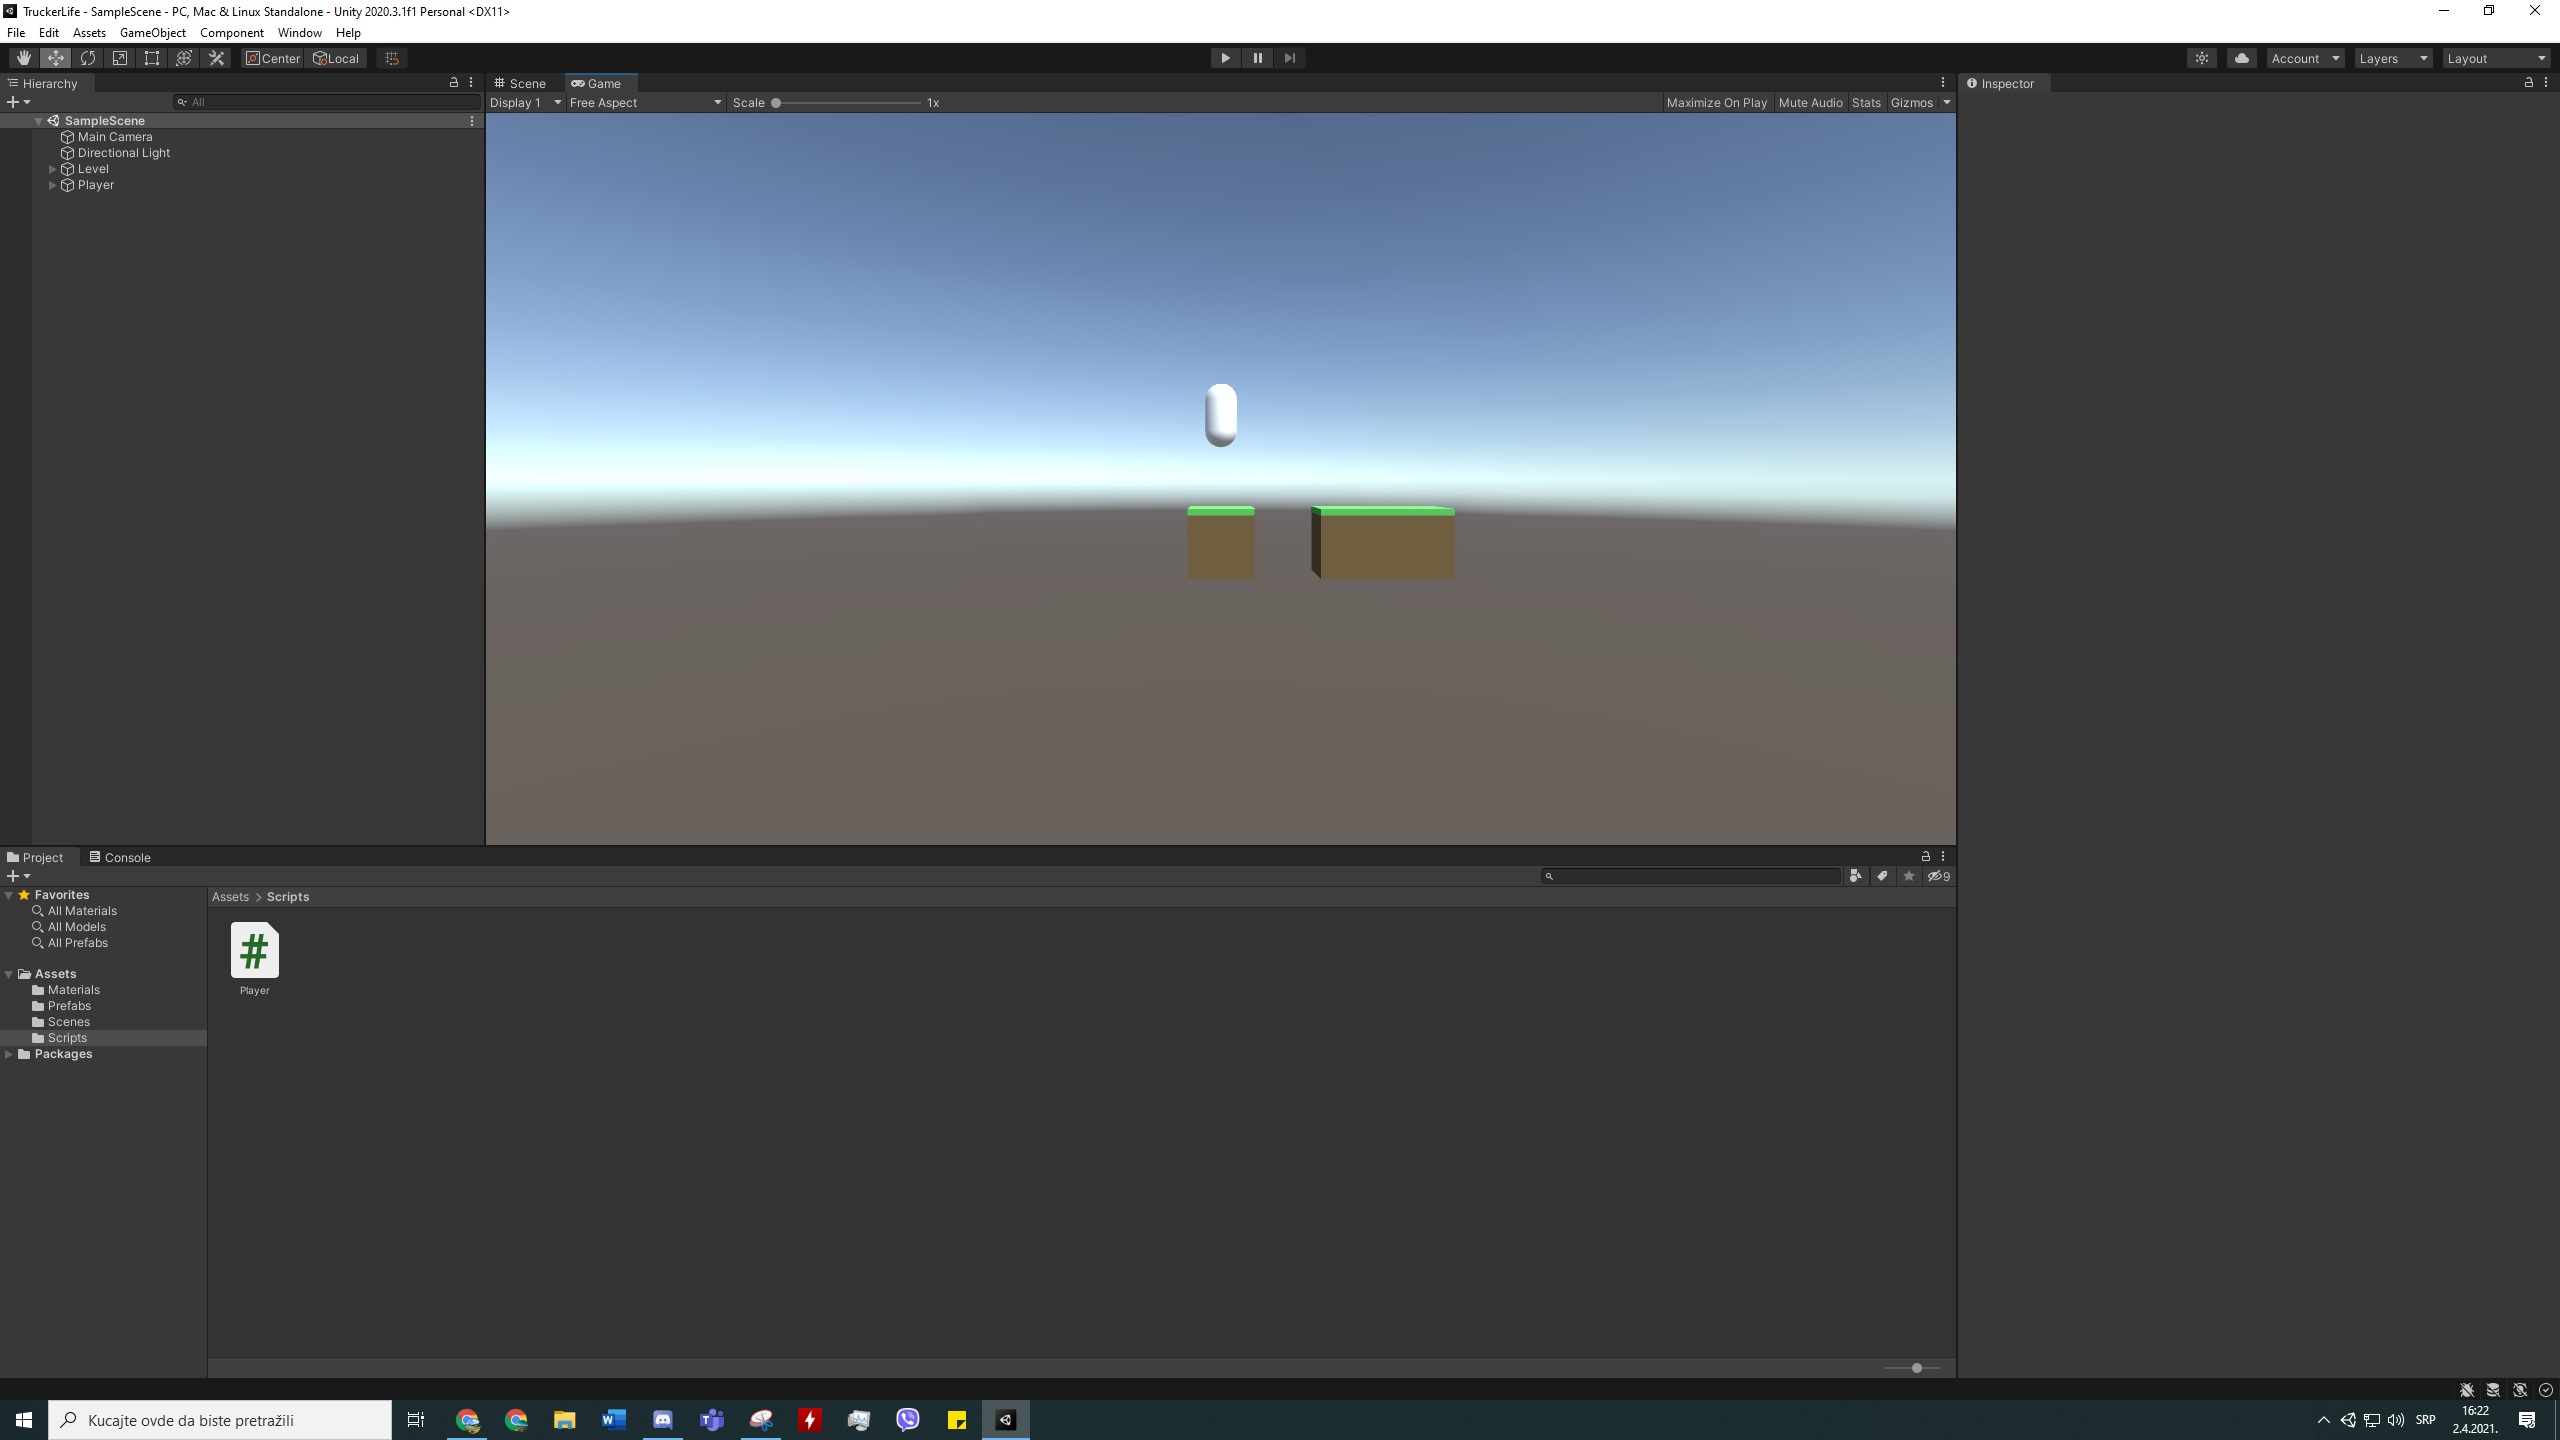 TruckerLife - SampleScene - PC, Mac & Linux Standalone - Unity 2020.3.1f1 Personal <DX11>
File Edit Assets GameObject Component Window Help
Center Local Account Layers Layout
Hierarchy
All
SampleScene
Main Camera
Directional Light
Level
Player
Scene Game
Display 1 Free Aspect Scale 1x Maximize On Play Mute Audio Stats Gizmos
Inspector
Project Console
9
Favorites
All Materials
All Models
All Prefabs
Assets
Materials
Prefabs
Scenes
Scripts
Packages
Assets > Scripts
#
Player
Kucajte ovde da biste pretražili
SRP
16:22
2.4.2021.